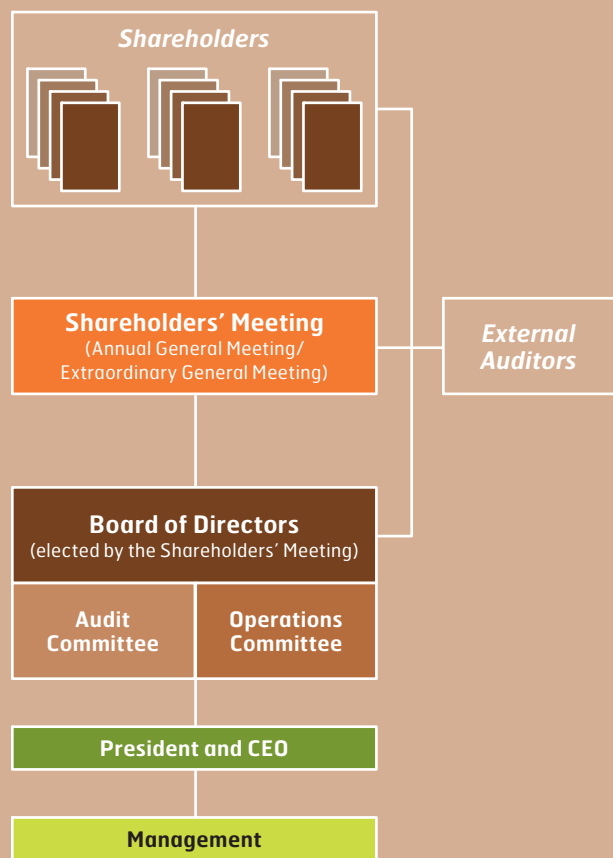 Shareholders
Shareholders’ Meeting
(Annual General Meeting/
Extraordinary General Meeting)
External
Auditors
Board of Directors
(elected by the Shareholders’ Meeting)
Audit
Committee
Operations
Committee
President and CEO
Management